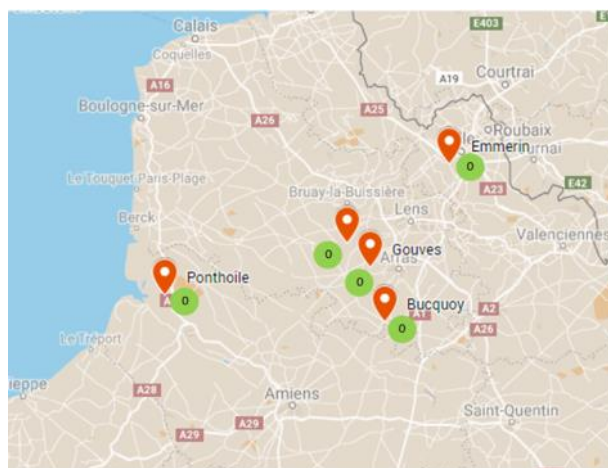 Calais
E403
Coquelles
A19
Courtrai
A16
Boulogne-sur-Mer
A25
A26
Roubaix
Emmerin
0
Le Touquet-Paris-Plage
A23
E42
Bruay-la-Buissière
Berck
Lens
Valenciennes
Gouves
0
Arras
Ponthoile
0
0
Bucquoy
A1
A2
0
A26
Le Tréport
A28
Amiens
A29
A29
Saint-Quentin